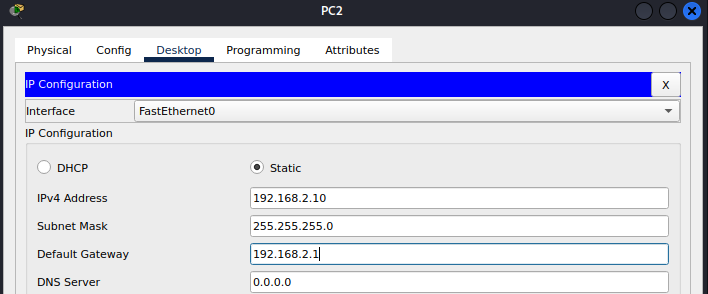 PC2
Physical Config Desktop Programming Attributes
IP Configuration X
Interface FastEthernet0
IP Configuration
DHCP Static
IPv4 Address 192.168.2.10
Subnet Mask 255.255.255.0
Default Gateway 192.168.2.1
DNS Server 0.0.0.0